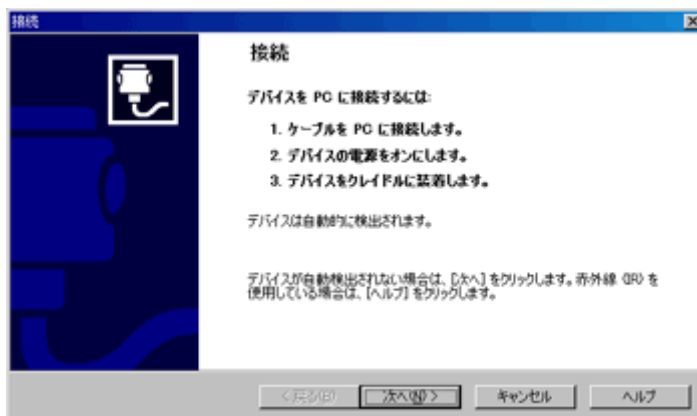 接続
接続
デバイスを PC に接続するには:
1. ケーブルを PC に接続します。
2. デバイスの電源をオンにします。
3. デバイスをクレイドルに装着します。
デバイスは自動的に検出されます。
デバイスが自動検出されない場合は、[次へ] をクリックします。赤外線 (IR) を
使用している場合は、[ヘルプ] をクリックします。
< 戻る(B) 次へ(N) > キャンセル ヘルプ